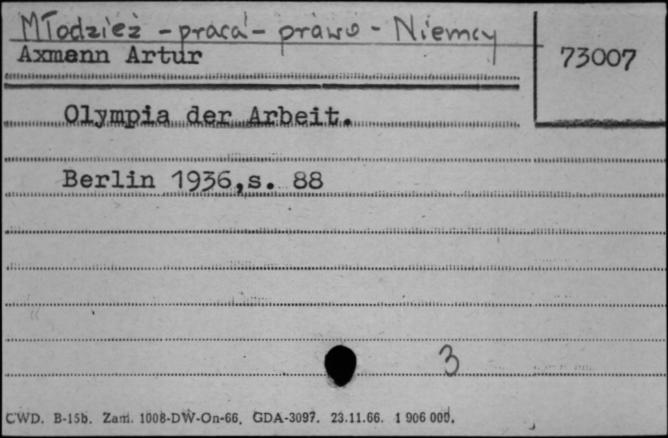 Młodzież - praca - prawo - Niemcy
Axmann Artur
73007
Olympia der Arbeit.
Berlin 1936,s. 88
3
CWD. B-15b. Zam. 1008-DW-On-66. GDA-3097. 23.11.66. 1 906 000.